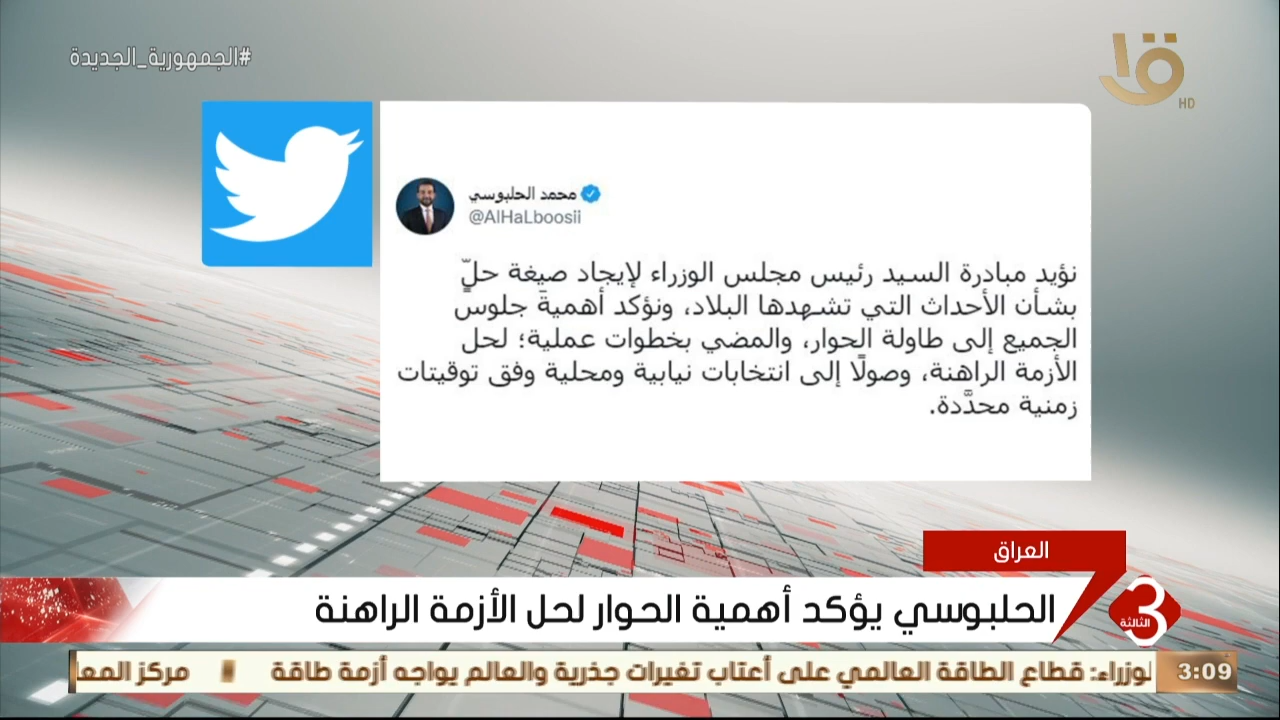 #الجمهورية_الجديدة
HD
محمد الحلبوسي
@AlHaLboosii
نؤيد مبادرة السيد رئيس مجلس الوزراء لإيجاد صيغة حلّ
بشأن الأحداث التي تشهدها البلاد، ونؤكد أهميةَ جلوسِ
الجميع إلى طاولة الحوار، والمضي بخطوات عملية؛ لحل
الأزمة الراهنة، وصولًا إلى انتخابات نيابية ومحلية وفق توقيتات
زمنية محدَّدة.
العراق
الحلبوسي يؤكد أهمية الحوار لحل الأزمة الراهنة
3 الثالثة
لوزراء: قطاع الطاقة العالمي على أعتاب تغيرات جذرية والعالم يواجه أزمة طاقة مركز
3:09